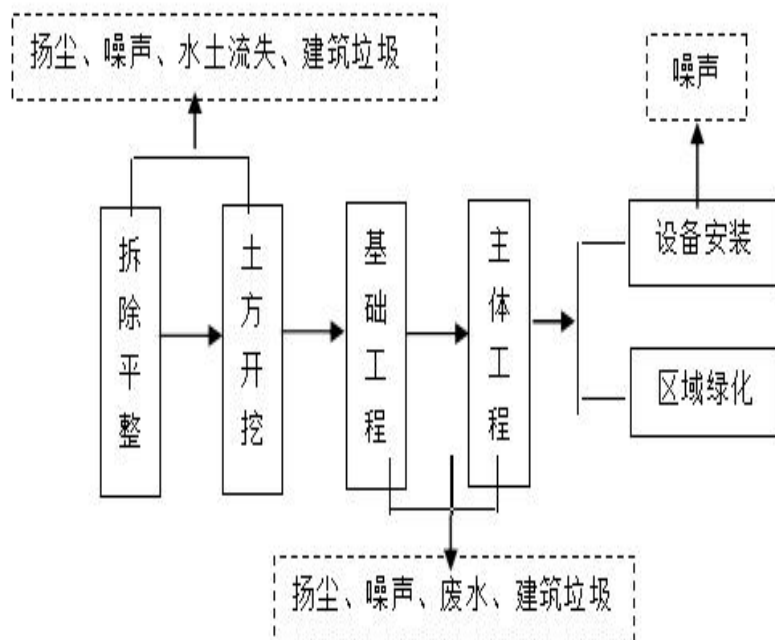 扬尘、噪声、水土流失、建筑垃圾
噪声
拆除平整
土方开挖
基础工程
主体工程
设备安装
区域绿化
扬尘、噪声、废水、建筑垃圾